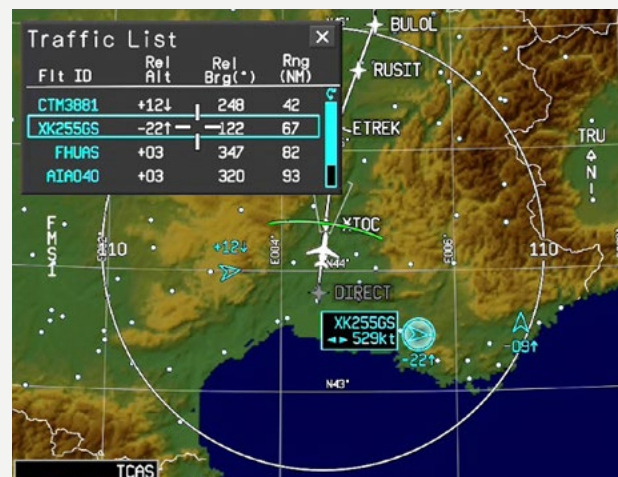 Traffic List
Flt ID Rel Alt Rel Brg(°) Rng (NM)
CTM3881 +12↓ 248 42
XK255GS -22↑ 122 67
FHUAS +03 347 82
AIA040 +03 320 93
BULOL
RUSIT
ETREK
TRU
FMS1
110
+12↓
E004°
XTOC
E006°
110
N44°
DIRECT
XK255GS
◄► 529kt
-22↑
-09↑
N43°
TCAS